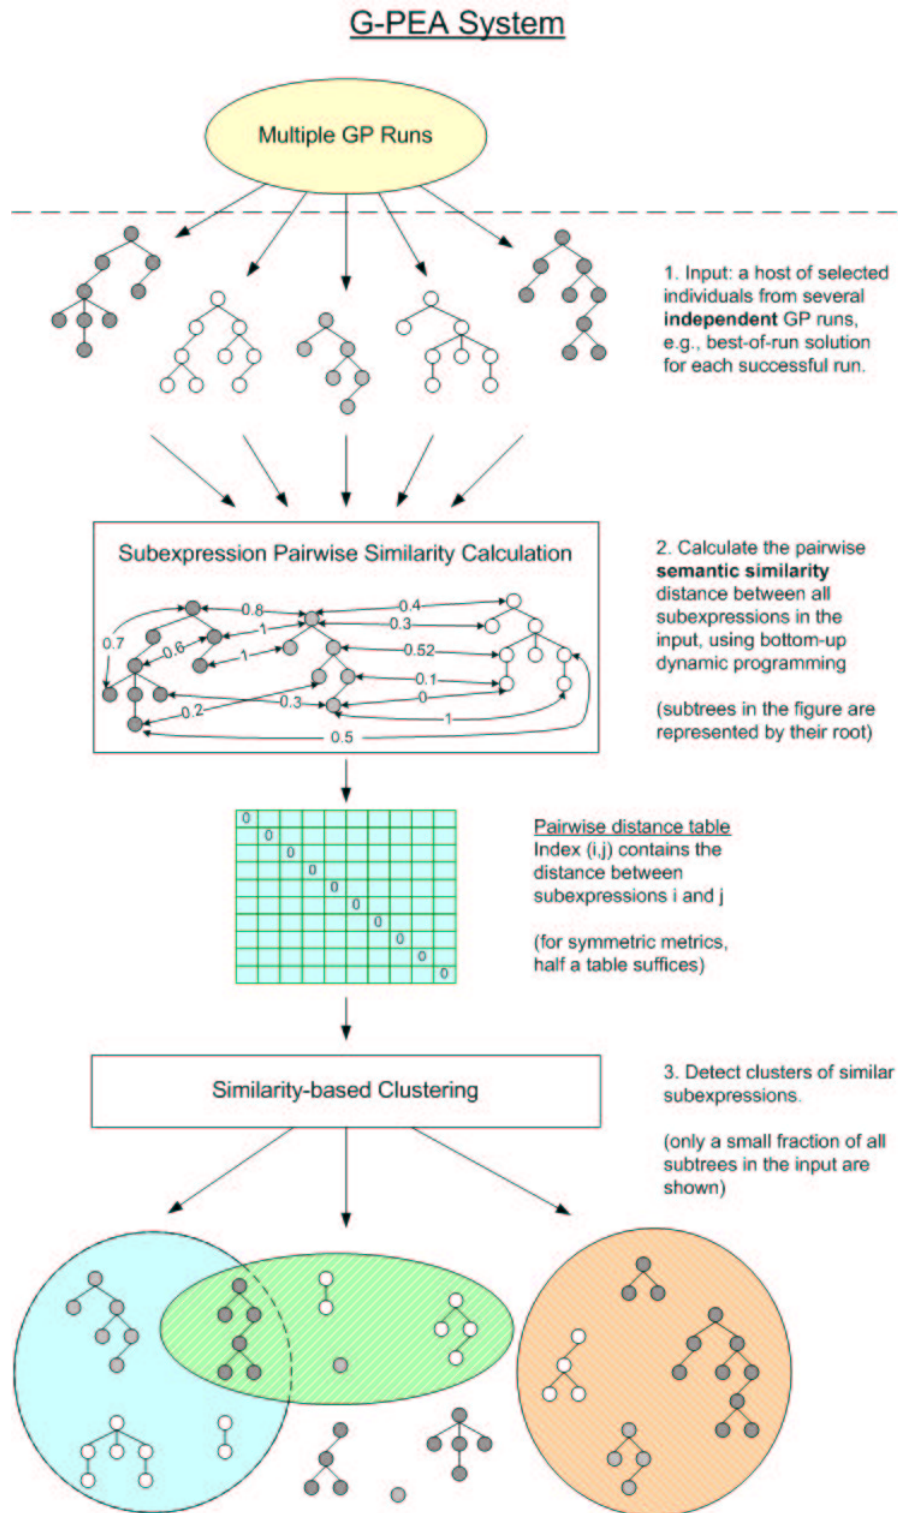 G-PEA System
Multiple GP Runs
1. Input: a host of selected
individuals from several
independent GP runs,
e.g., best-of-run solution
for each successful run.
Subexpression Pairwise Similarity Calculation
0.8
0.4
0.3
0.7
1
0.6
1
0.52
0.1
0.2
0.3
0
1
0.5
2. Calculate the pairwise
semantic similarity
distance between all
subexpressions in the
input, using bottom-up
dynamic programming
(subtrees in the figure are
represented by their root)
0
0
0
0
0
0
0
0
0
0
Pairwise distance table
Index (i,j) contains the
distance between
subexpressions i and j
(for symmetric metrics,
half a table suffices)
Similarity-based Clustering
3. Detect clusters of similar
subexpressions.
(only a small fraction of all
subtrees in the input are
shown)